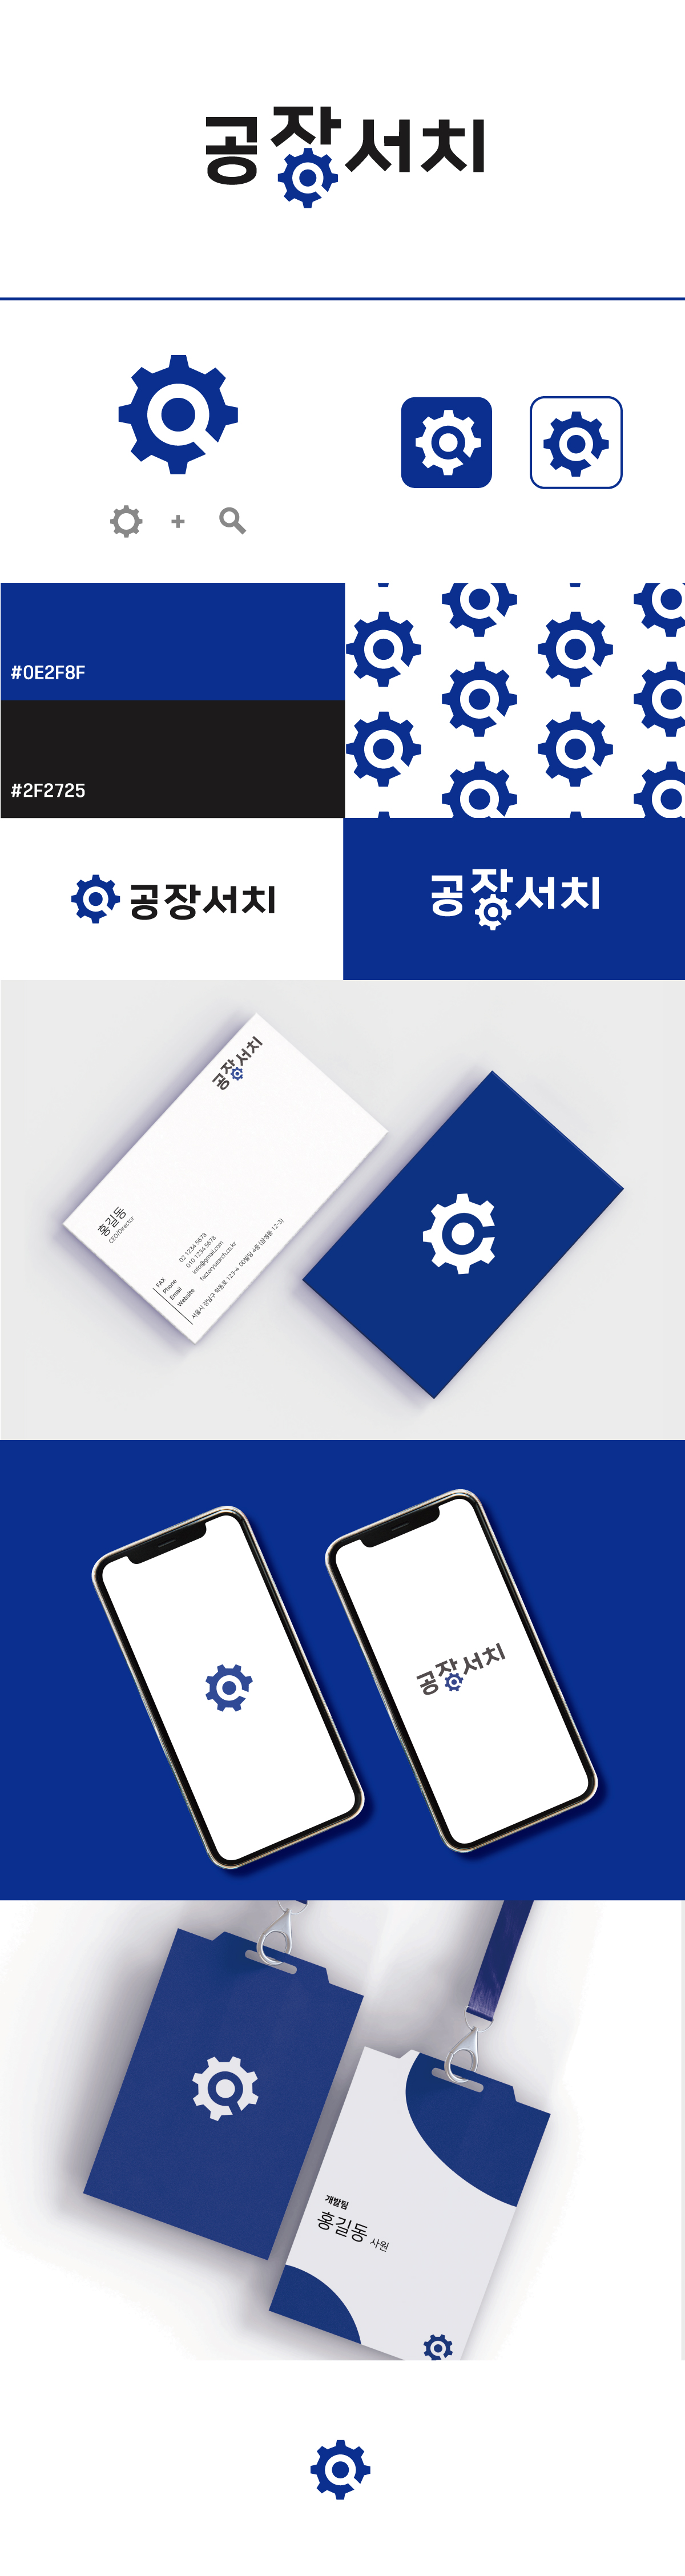 공장서치
+
#0E2F8F
#2F2725
공장서치
공장서치
공장서치
홍길동
CEO/Director
FAX 02 1234 5678
Phone 010 1234 5678
Email info@gmail.com
Website factorysearch.co.kr
서울시 강남구 학동로 123-4 00빌딩 4층 (삼성동 12-3)
공장서치
개발팀
홍길동 사원